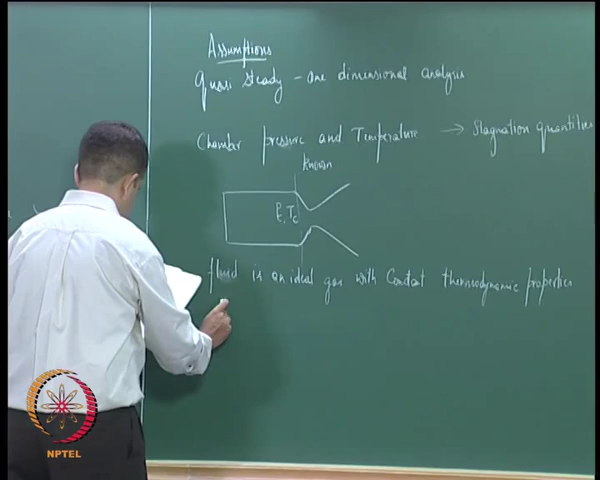 Assumptions
Quasi steady - one dimensional analysis
Chamber pressure and Temperature → Stagnation quantities
known
Pc, Tc
fluid is an ideal gas with Constant thermodynamic properties
NPTEL